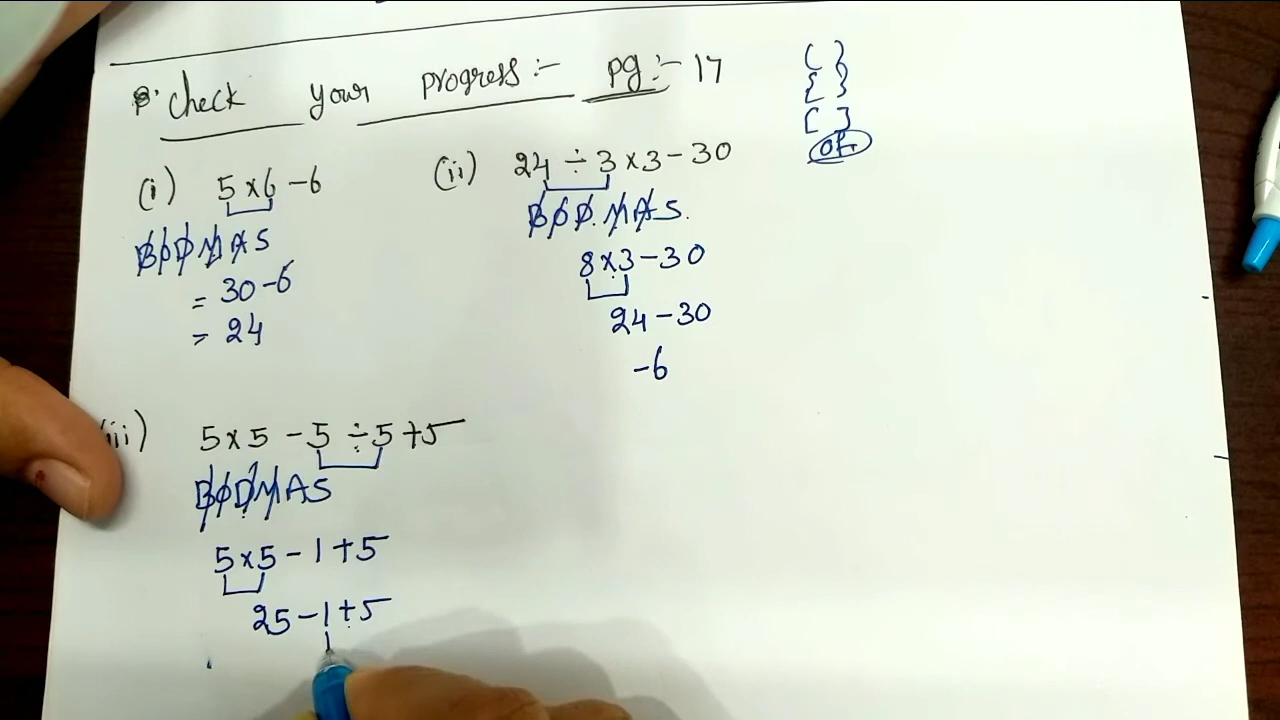 Check your progress:- pg:- 17
( }
{ }
[ ]
OF
(i) 5 x 6 - 6
BODMAS
= 30 - 6
= 24
(ii) 24 ÷ 3 x 3 - 30
BODMAS.
8 x 3 - 30
24 - 30
-6
iii) 5 x 5 - 5 ÷ 5 + 5
BODMAS
5 x 5 - 1 + 5
25 - 1 + 5